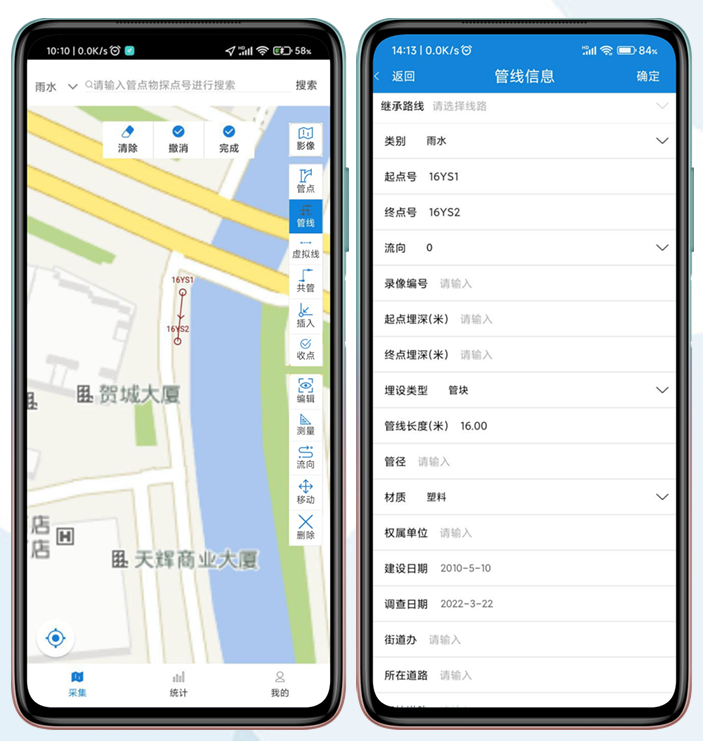 10:10 | 0.0K/s
58%
雨水
请输入管点物探点号进行搜索
搜索
清除
撤消
完成
影像
管点
管线
虚拟线
共管
插入
收点
编辑
测量
流向
移动
删除
16YS1
16YS2
贺城大厦
店
店
H
天辉商业大厦
采集
统计
我的
14:13 | 0.0K/s
84%
返回
管线信息
确定
继承路线 请选择线路
类别 雨水
起点号 16YS1
终点号 16YS2
流向 0
录像编号 请输入
起点埋深(米) 请输入
终点埋深(米) 请输入
埋设类型 管块
管线长度(米) 16.00
管径 请输入
材质 塑料
权属单位 请输入
建设日期 2010-5-10
调查日期 2022-3-22
街道办 请输入
所在道路 请输入